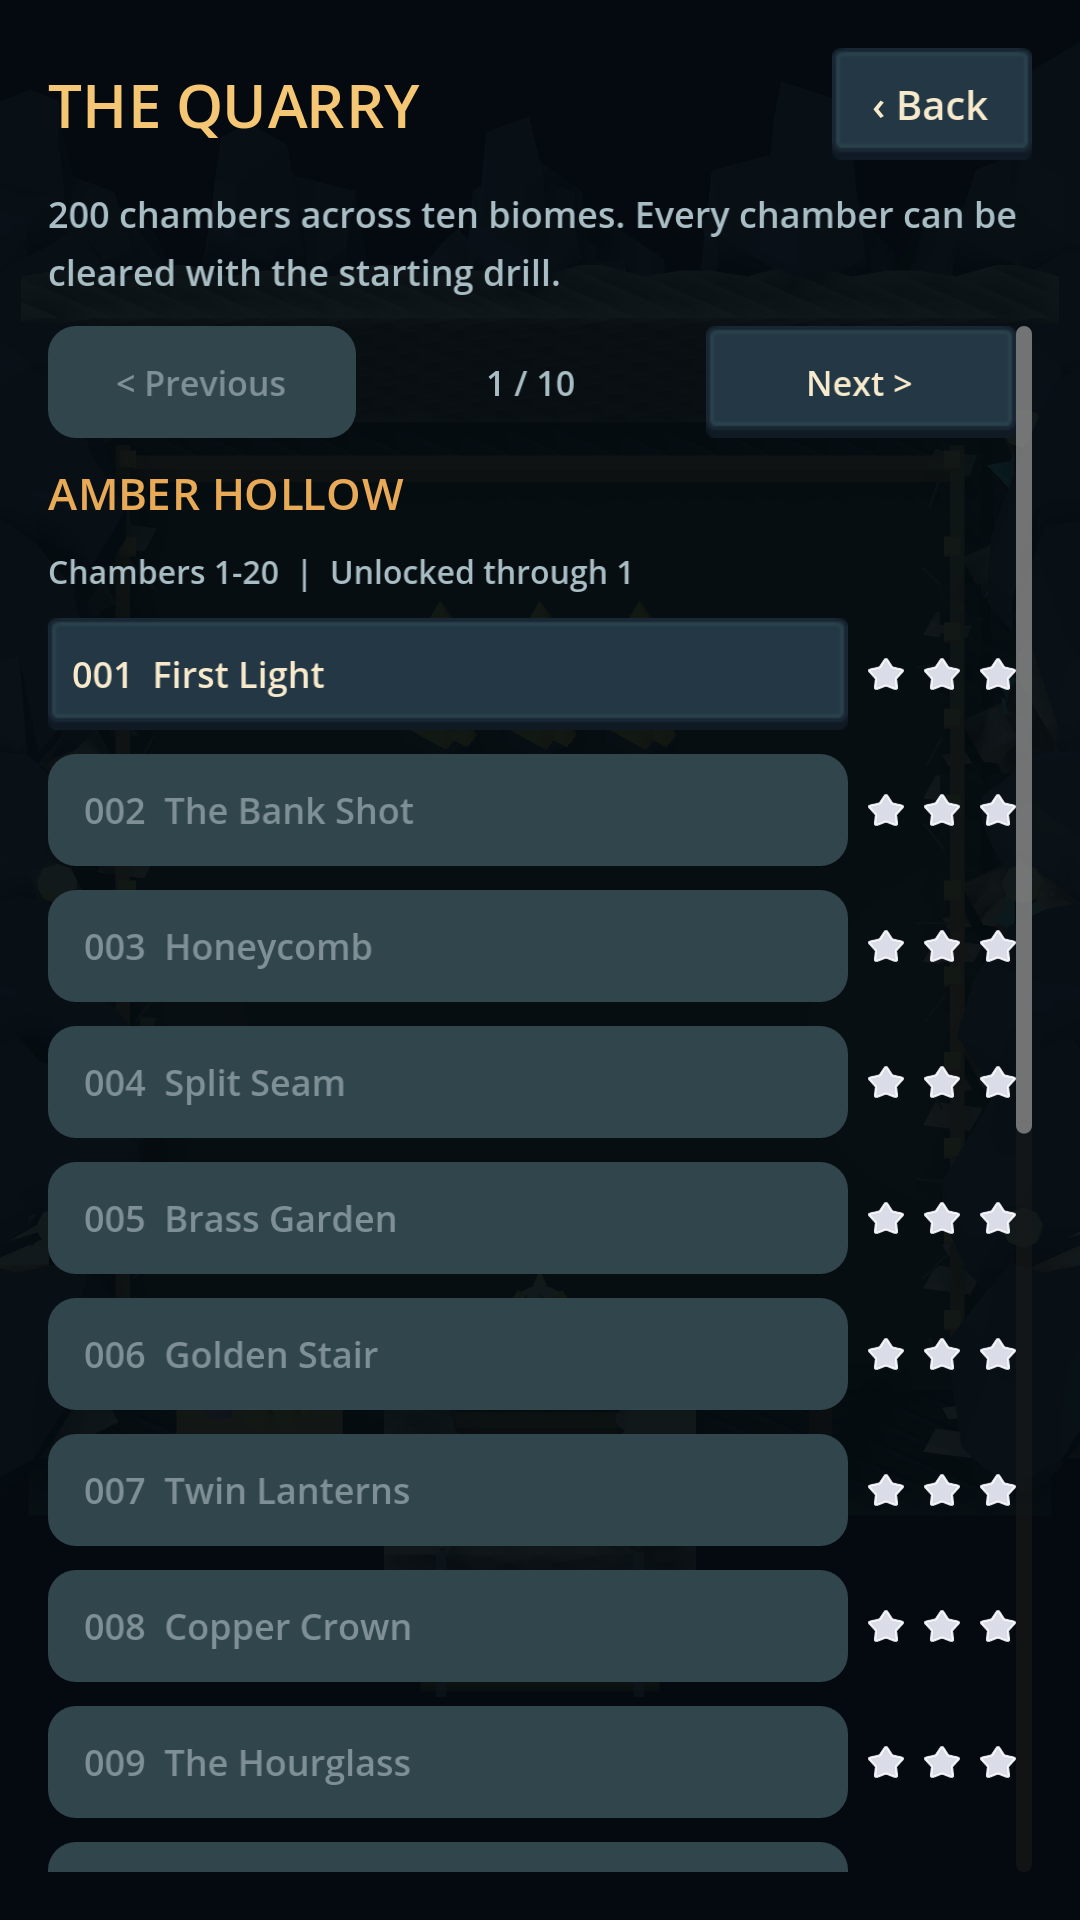 THE QUARRY
‹ Back
200 chambers across ten biomes. Every chamber can be
cleared with the starting drill.
< Previous
1 / 10
Next >
AMBER HOLLOW
Chambers 1-20 | Unlocked through 1
001 First Light
002 The Bank Shot
003 Honeycomb
004 Split Seam
005 Brass Garden
006 Golden Stair
007 Twin Lanterns
008 Copper Crown
009 The Hourglass